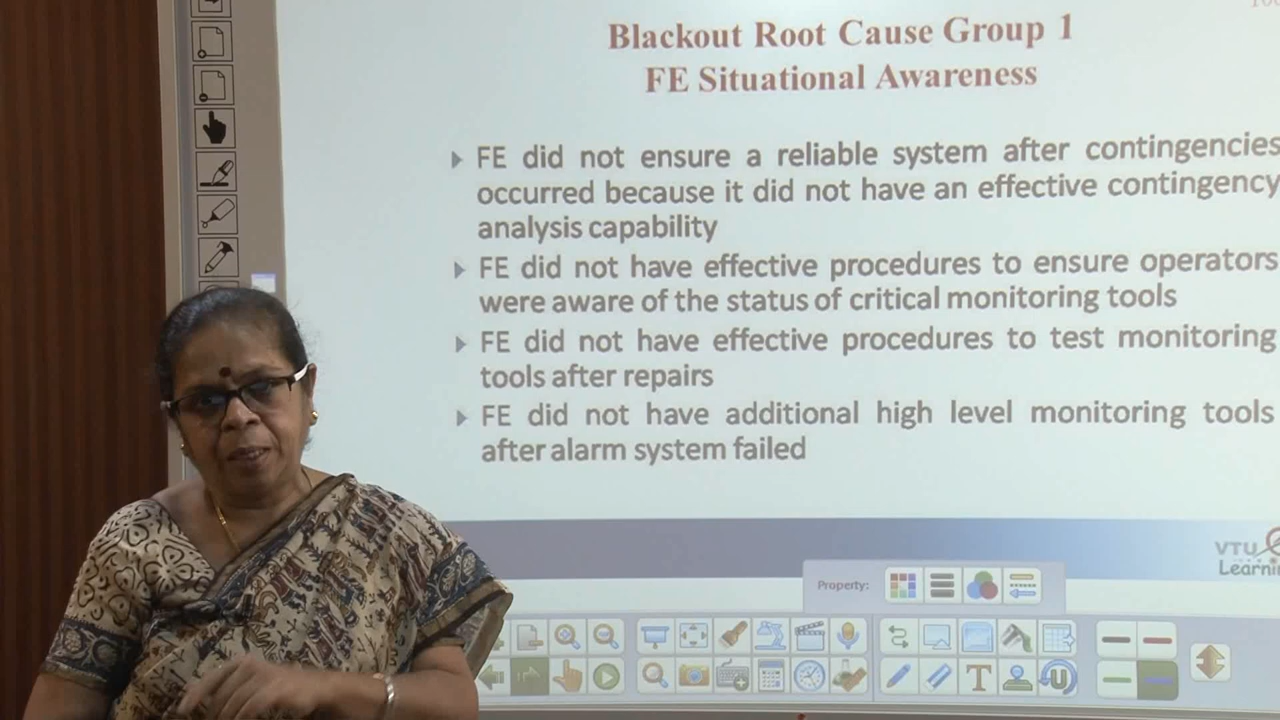 Blackout Root Cause Group 1
FE Situational Awareness
FE did not ensure a reliable system after contingencies
occurred because it did not have an effective contingency
analysis capability
FE did not have effective procedures to ensure operators
were aware of the status of critical monitoring tools
FE did not have effective procedures to test monitoring
tools after repairs
FE did not have additional high level monitoring tools
after alarm system failed
VTU
Property:
T